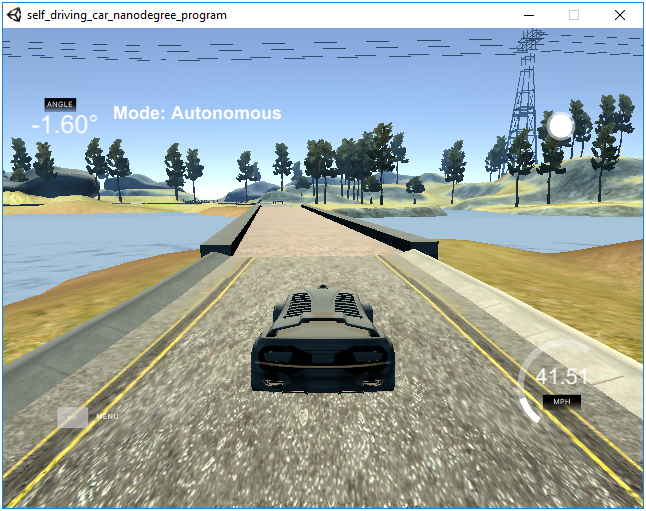 self_driving_car_nanodegree_program
ANGLE
-1.60°
Mode: Autonomous
41.51
MPH
MENU